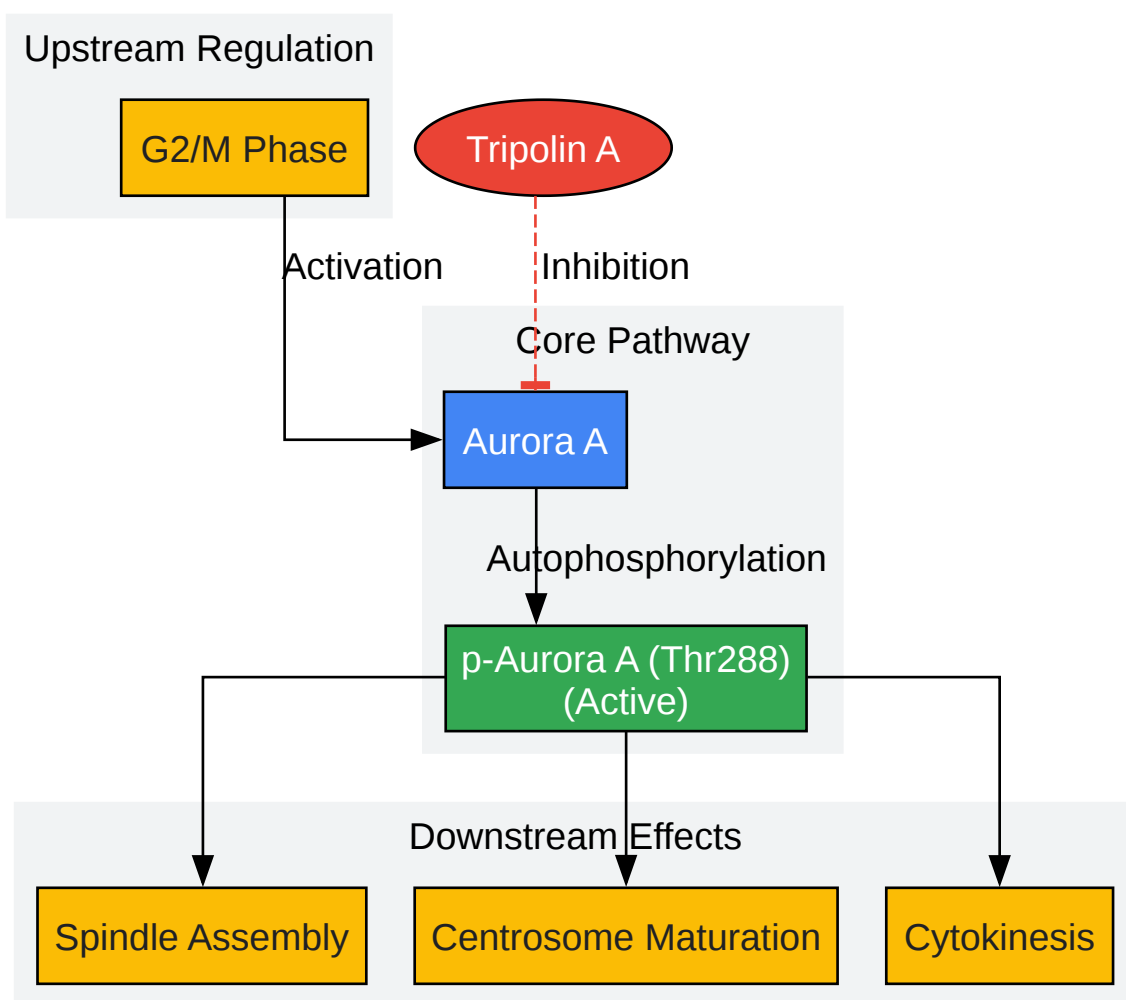 Upstream Regulation
G2/M Phase
Tripolin A
Activation
Inhibition
Core Pathway
Aurora A
Autophosphorylation
p-Aurora A (Thr288)
(Active)
Downstream Effects
Spindle Assembly
Centrosome Maturation
Cytokinesis